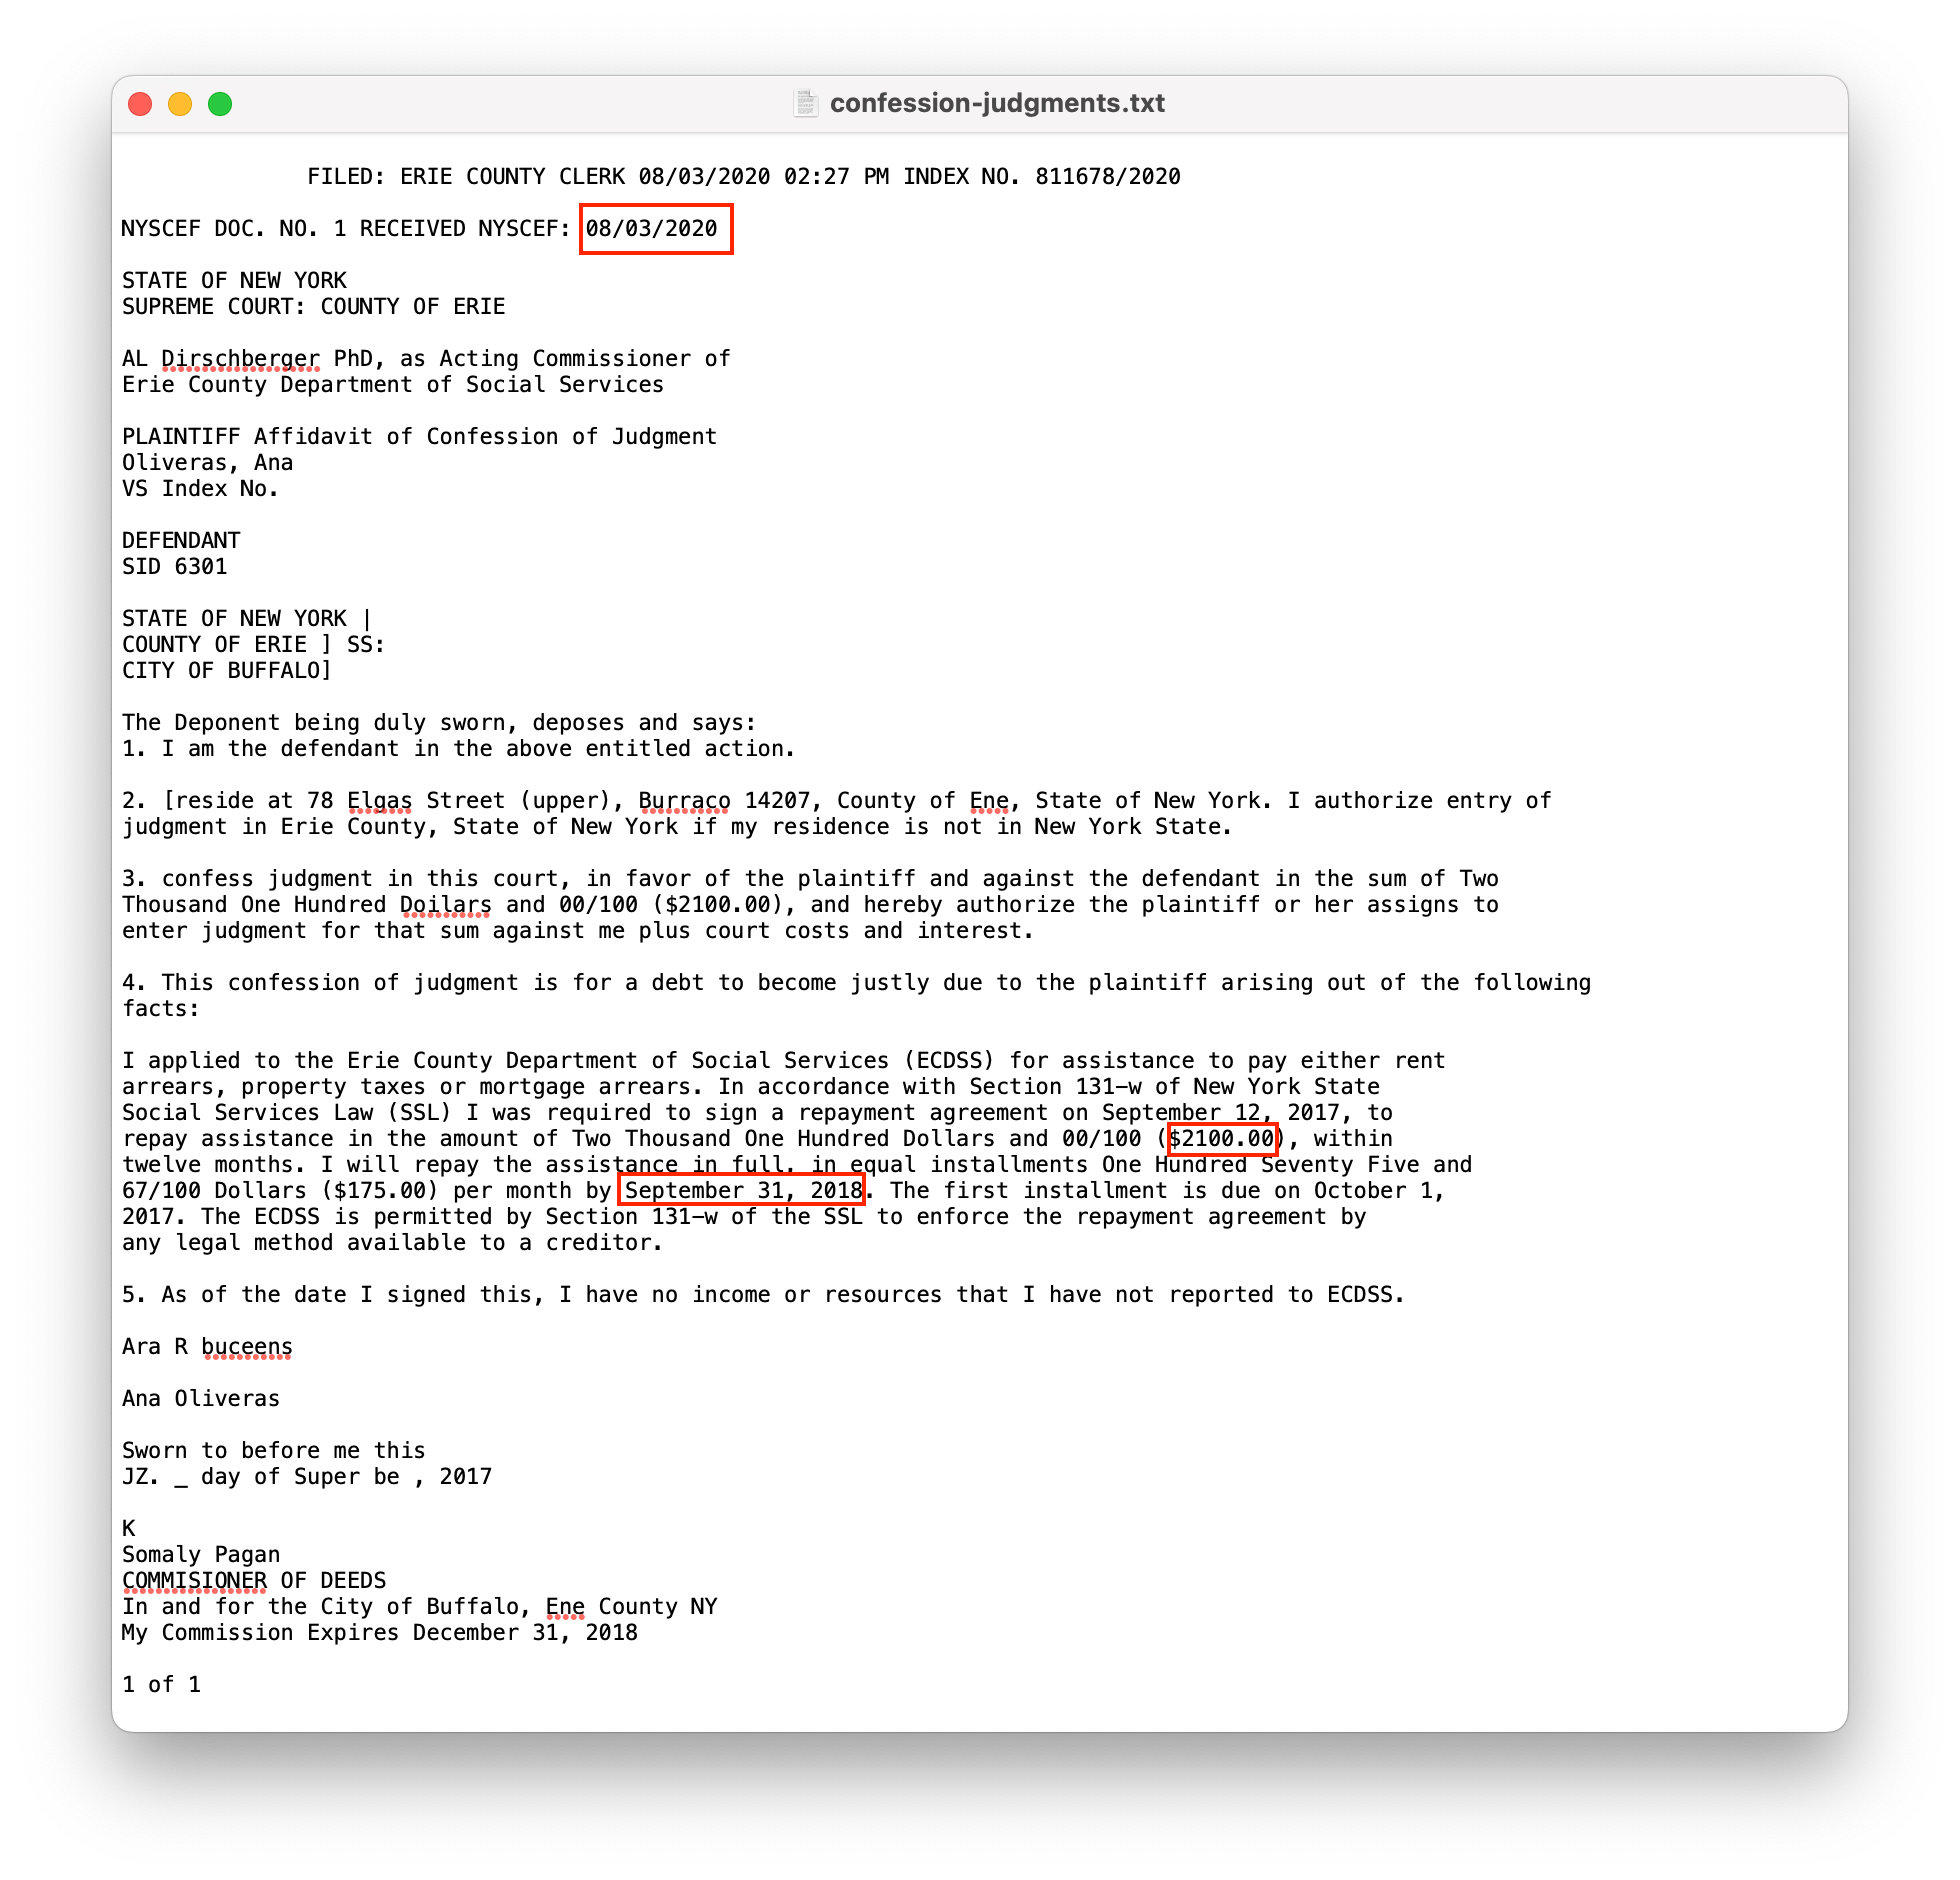 confession-judgments.txt
FILED: ERIE COUNTY CLERK 08/03/2020 02:27 PM INDEX NO. 811678/2020
NYSCEF DOC. NO. 1 RECEIVED NYSCEF: 08/03/2020
STATE OF NEW YORK
SUPREME COURT: COUNTY OF ERIE
AL Dirschberger PhD, as Acting Commissioner of
Erie County Department of Social Services
PLAINTIFF Affidavit of Confession of Judgment
Oliveras, Ana
VS Index No.
DEFENDANT
SID 6301
STATE OF NEW YORK |
COUNTY OF ERIE ] SS:
CITY OF BUFFALO]
The Deponent being duly sworn, deposes and says:
1. I am the defendant in the above entitled action.
2. [reside at 78 Elgas Street (upper), Burraco 14207, County of Ene, State of New York. I authorize entry of
judgment in Erie County, State of New York if my residence is not in New York State.
3. confess judgment in this court, in favor of the plaintiff and against the defendant in the sum of Two
Thousand One Hundred Doilars and 00/100 ($2100.00), and hereby authorize the plaintiff or her assigns to
enter judgment for that sum against me plus court costs and interest.
4. This confession of judgment is for a debt to become justly due to the plaintiff arising out of the following
facts:
I applied to the Erie County Department of Social Services (ECDSS) for assistance to pay either rent
arrears, property taxes or mortgage arrears. In accordance with Section 131-w of New York State
Social Services Law (SSL) I was required to sign a repayment agreement on September 12, 2017, to
repay assistance in the amount of Two Thousand One Hundred Dollars and 00/100 ($2100.00), within
twelve months. I will repay the assistance in full, in equal installments One Hundred Seventy Five and
67/100 Dollars ($175.00) per month by September 31, 2018. The first installment is due on October 1,
2017. The ECDSS is permitted by Section 131-w of the SSL to enforce the repayment agreement by
any legal method available to a creditor.
5. As of the date I signed this, I have no income or resources that I have not reported to ECDSS.
Ara R buceens
Ana Oliveras
Sworn to before me this
JZ. _ day of Super be , 2017
K
Somaly Pagan
COMMISIONER OF DEEDS
In and for the City of Buffalo, Ene County NY
My Commission Expires December 31, 2018
1 of 1